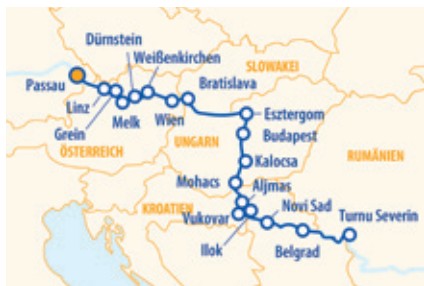 Dürnstein
Weißenkirchen
SLOWAKEI
Passau
Bratislava
Linz
Esztergom
Grein
Melk
Wien
Budapest
ÖSTERREICH
UNGARN
RUMÄNIEN
Kalocsa
Mohacs
Aljmas
KROATIEN
Novi Sad
Turnu Severin
Vukovar
Ilok
Belgrad